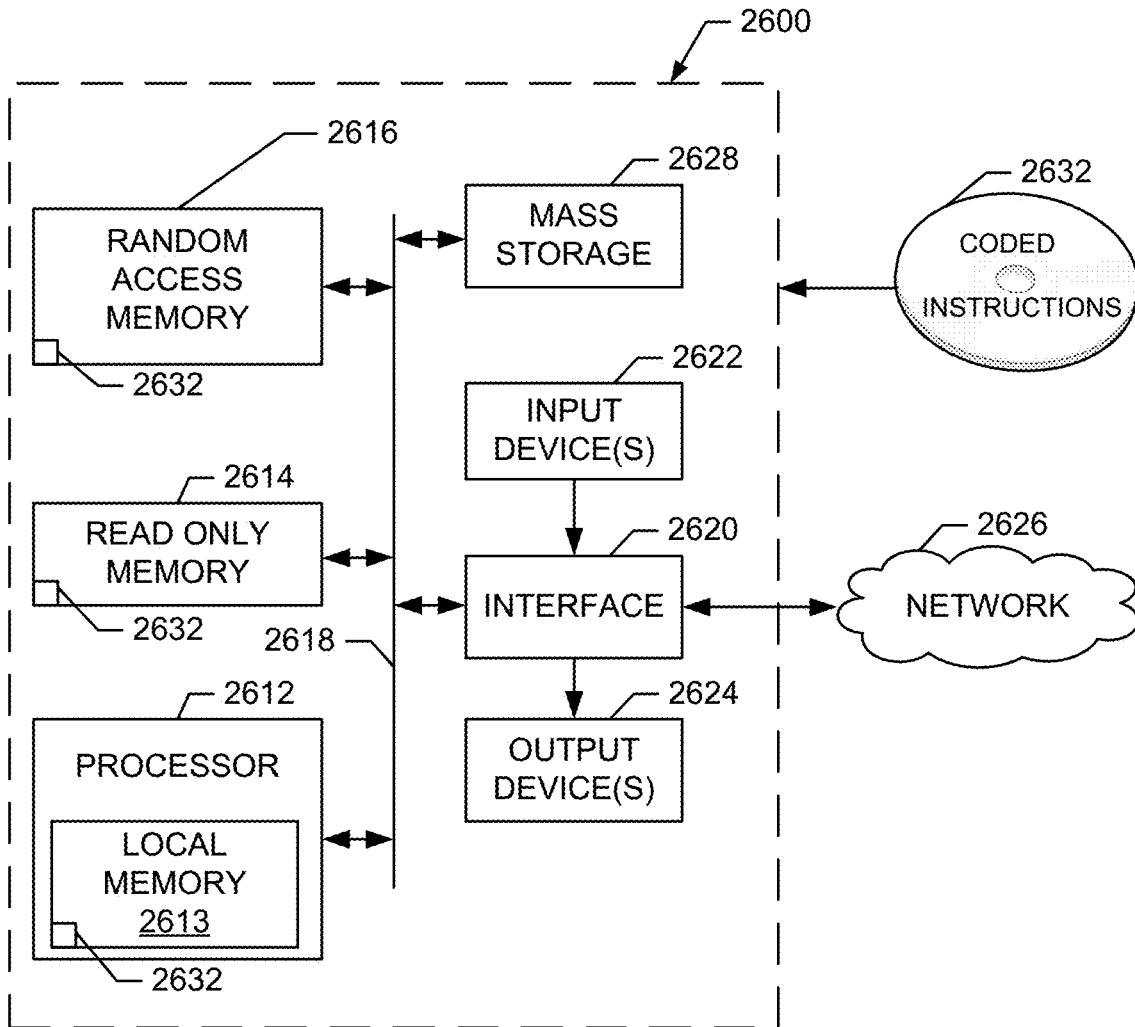 2600
2616
RANDOM
ACCESS
MEMORY
2632
2628
MASS
STORAGE
2632
CODED
INSTRUCTIONS
2622
INPUT
DEVICE(S)
2614
READ ONLY
MEMORY
2632
2620
INTERFACE
2626
NETWORK
2618
2612
PROCESSOR
LOCAL
MEMORY
2613
2632
2624
OUTPUT
DEVICE(S)